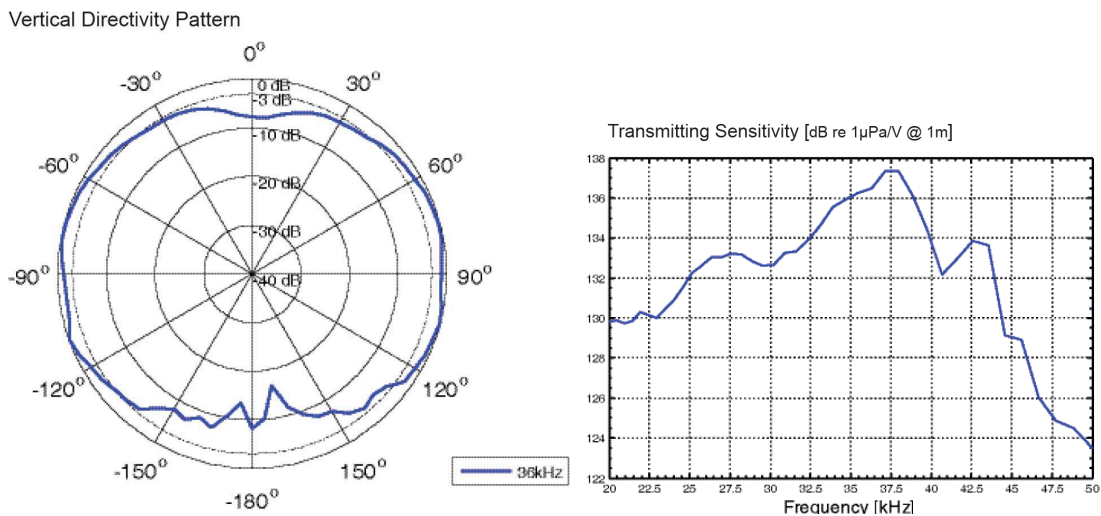 Vertical Directivity Pattern
0°
-30°
30°
0 dB
-3 dB
-10 dB
-60°
60°
-20 dB
-30 dB
-90°
90°
-40 dB
-120°
120°
-150°
150°
-180°
36kHz
Transmitting Sensitivity [dB re 1µPa/V @ 1m]
138
136
134
132
130
128
126
124
122
20 22.5 25 27.5 30 32.5 35 37.5 40 42.5 45 47.5 50
Frequency [kHz]